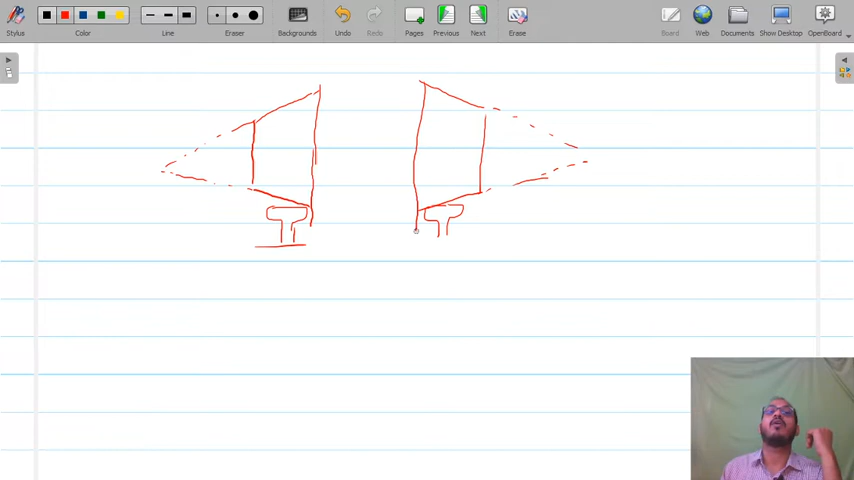 Stylus
Color
Line
Eraser
Backgrounds
Undo
Redo
Pages
Previous
Next
Erase
Board
Web
Documents
Show Desktop
OpenBoard